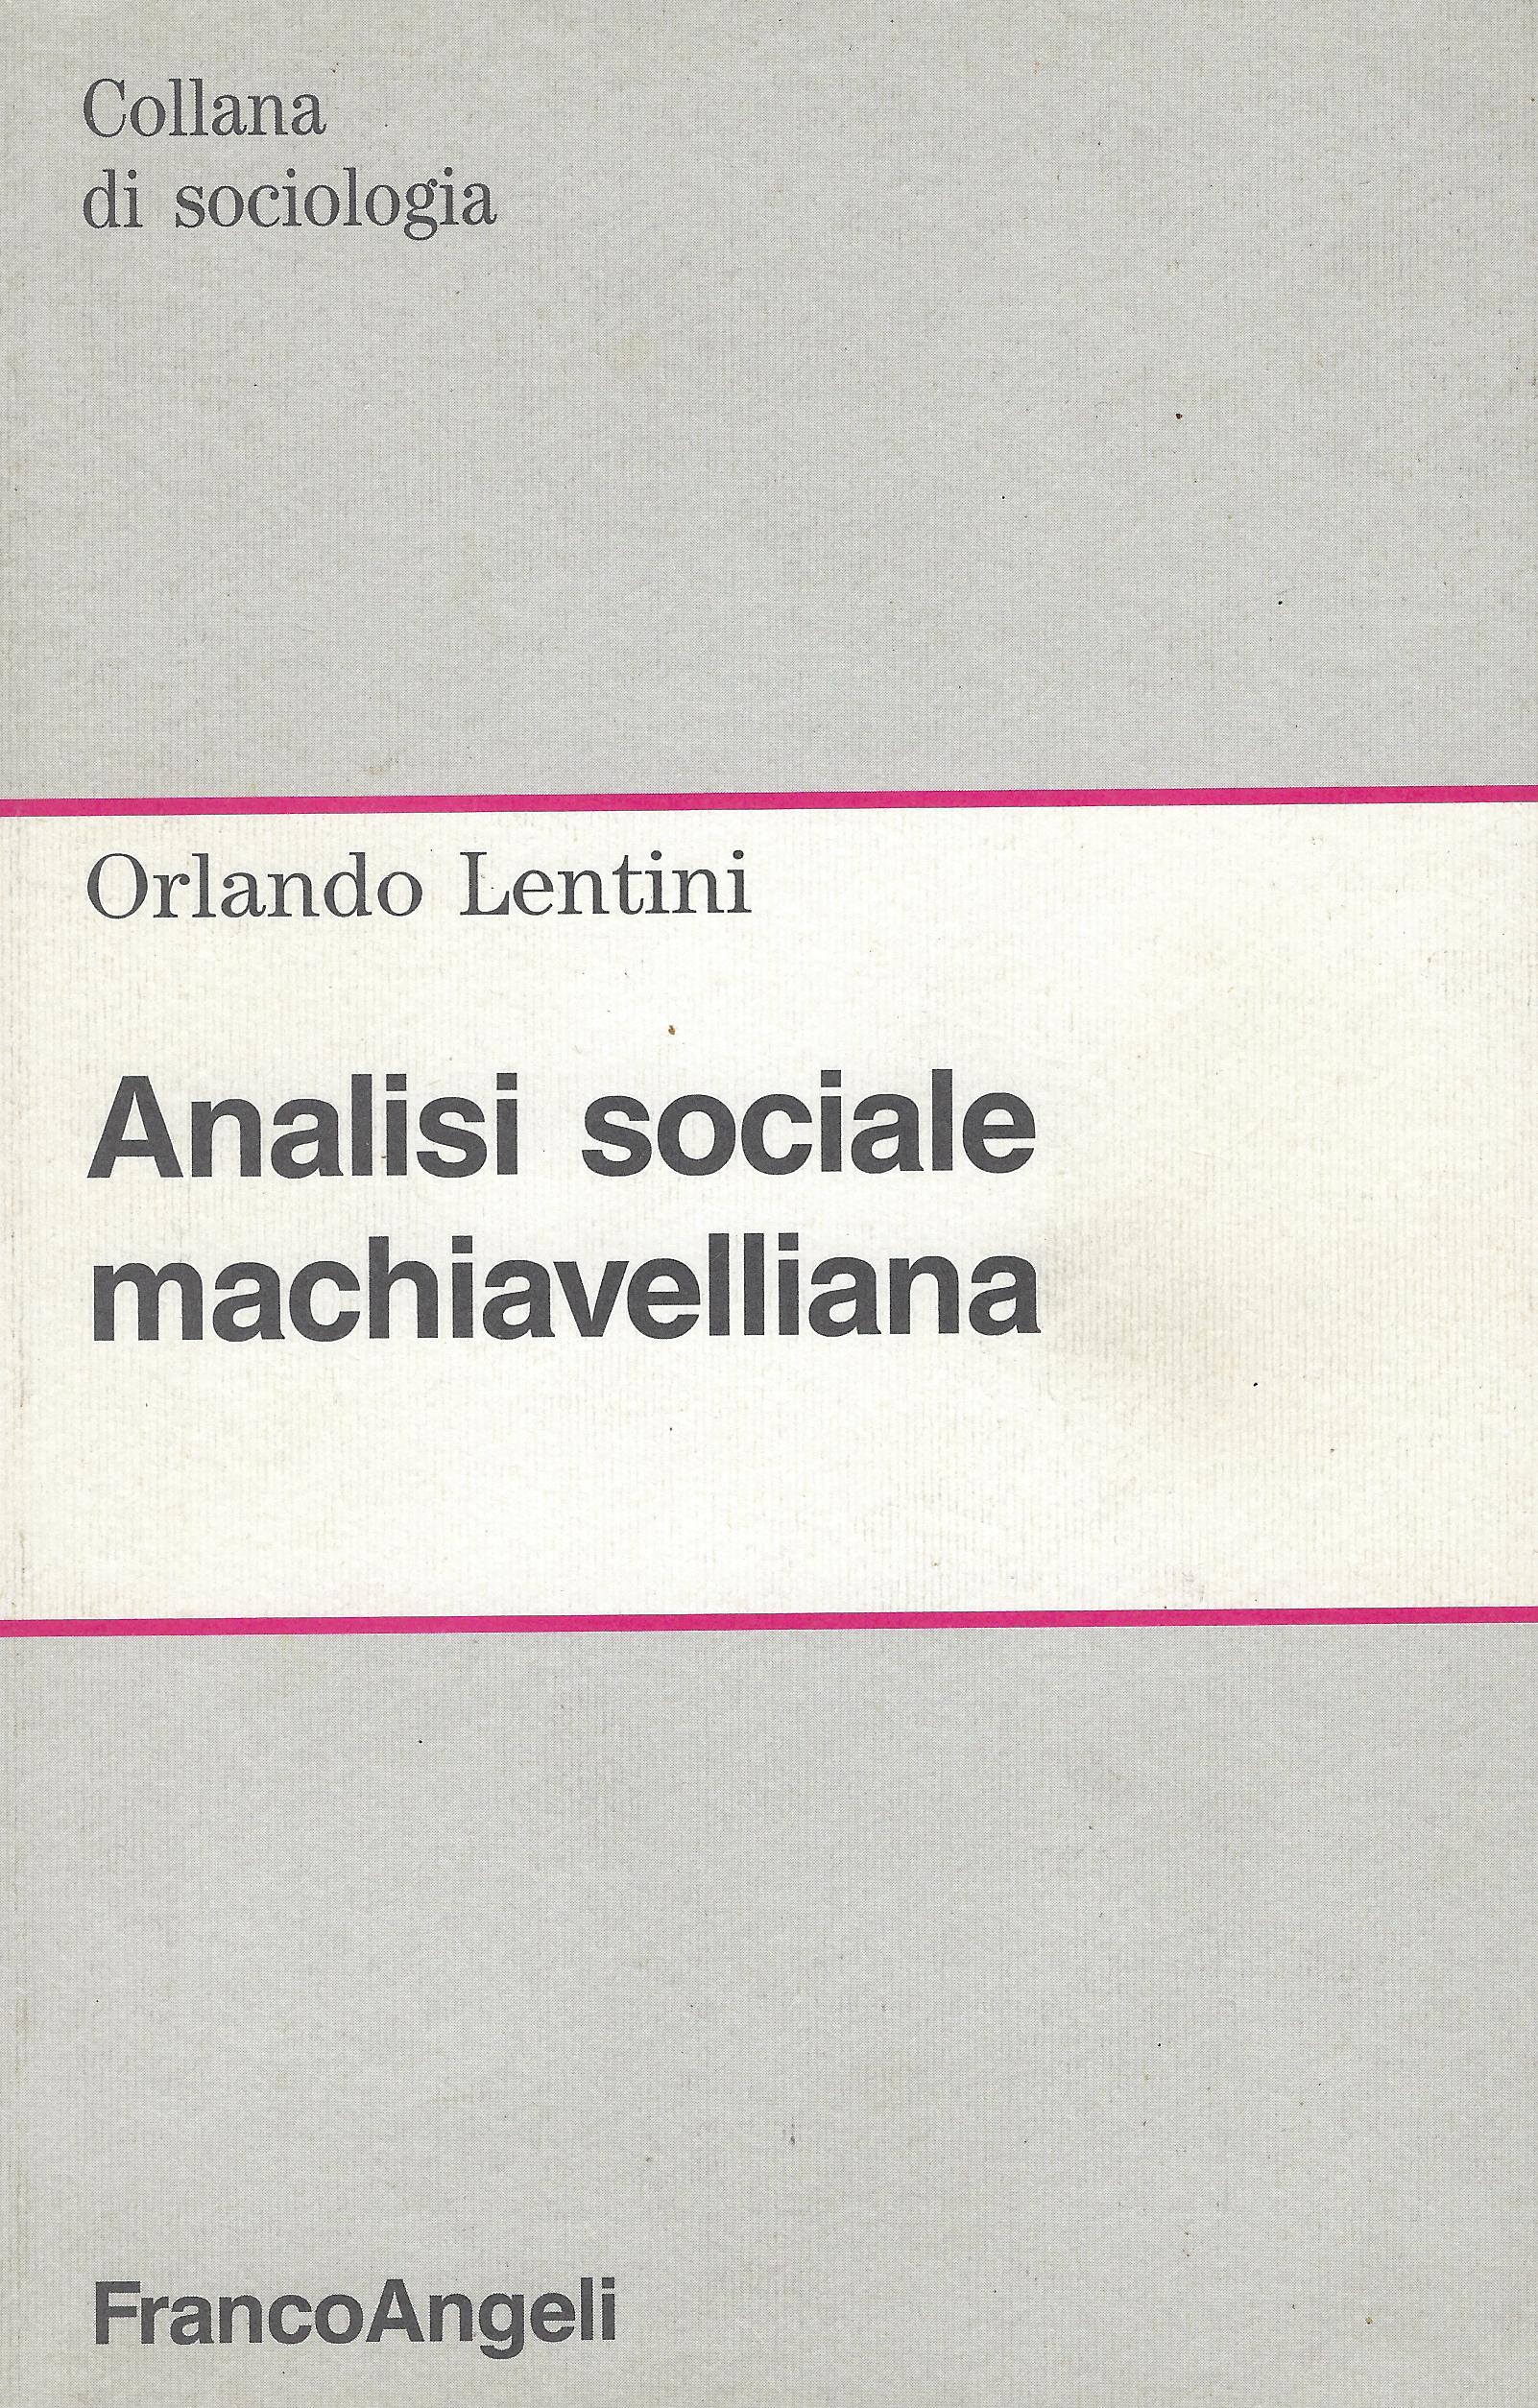 Collana
di sociologia
Orlando Lentini
Analisi sociale
machiavelliana
FrancoAngeli